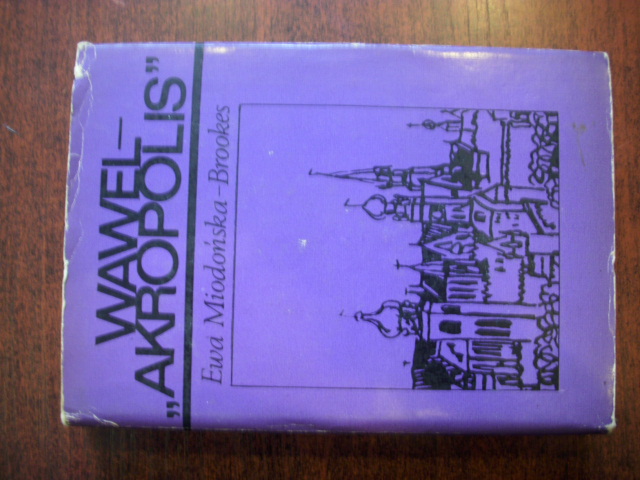 WAWEL—
„AKROPOLIS”
Ewa Miodońska-Brookes